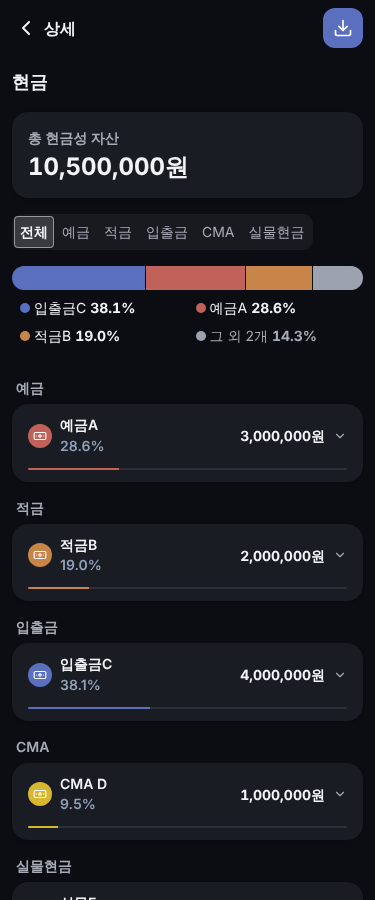 상세
현금
총 현금성 자산
10,500,000원
전체 예금 적금 입출금 CMA 실물현금
입출금C 38.1% 예금A 28.6%
적금B 19.0% 그 외 2개 14.3%
예금
예금A
28.6%
3,000,000원
적금
적금B
19.0%
2,000,000원
입출금
입출금C
38.1%
4,000,000원
CMA
CMA D
9.5%
1,000,000원
실물현금